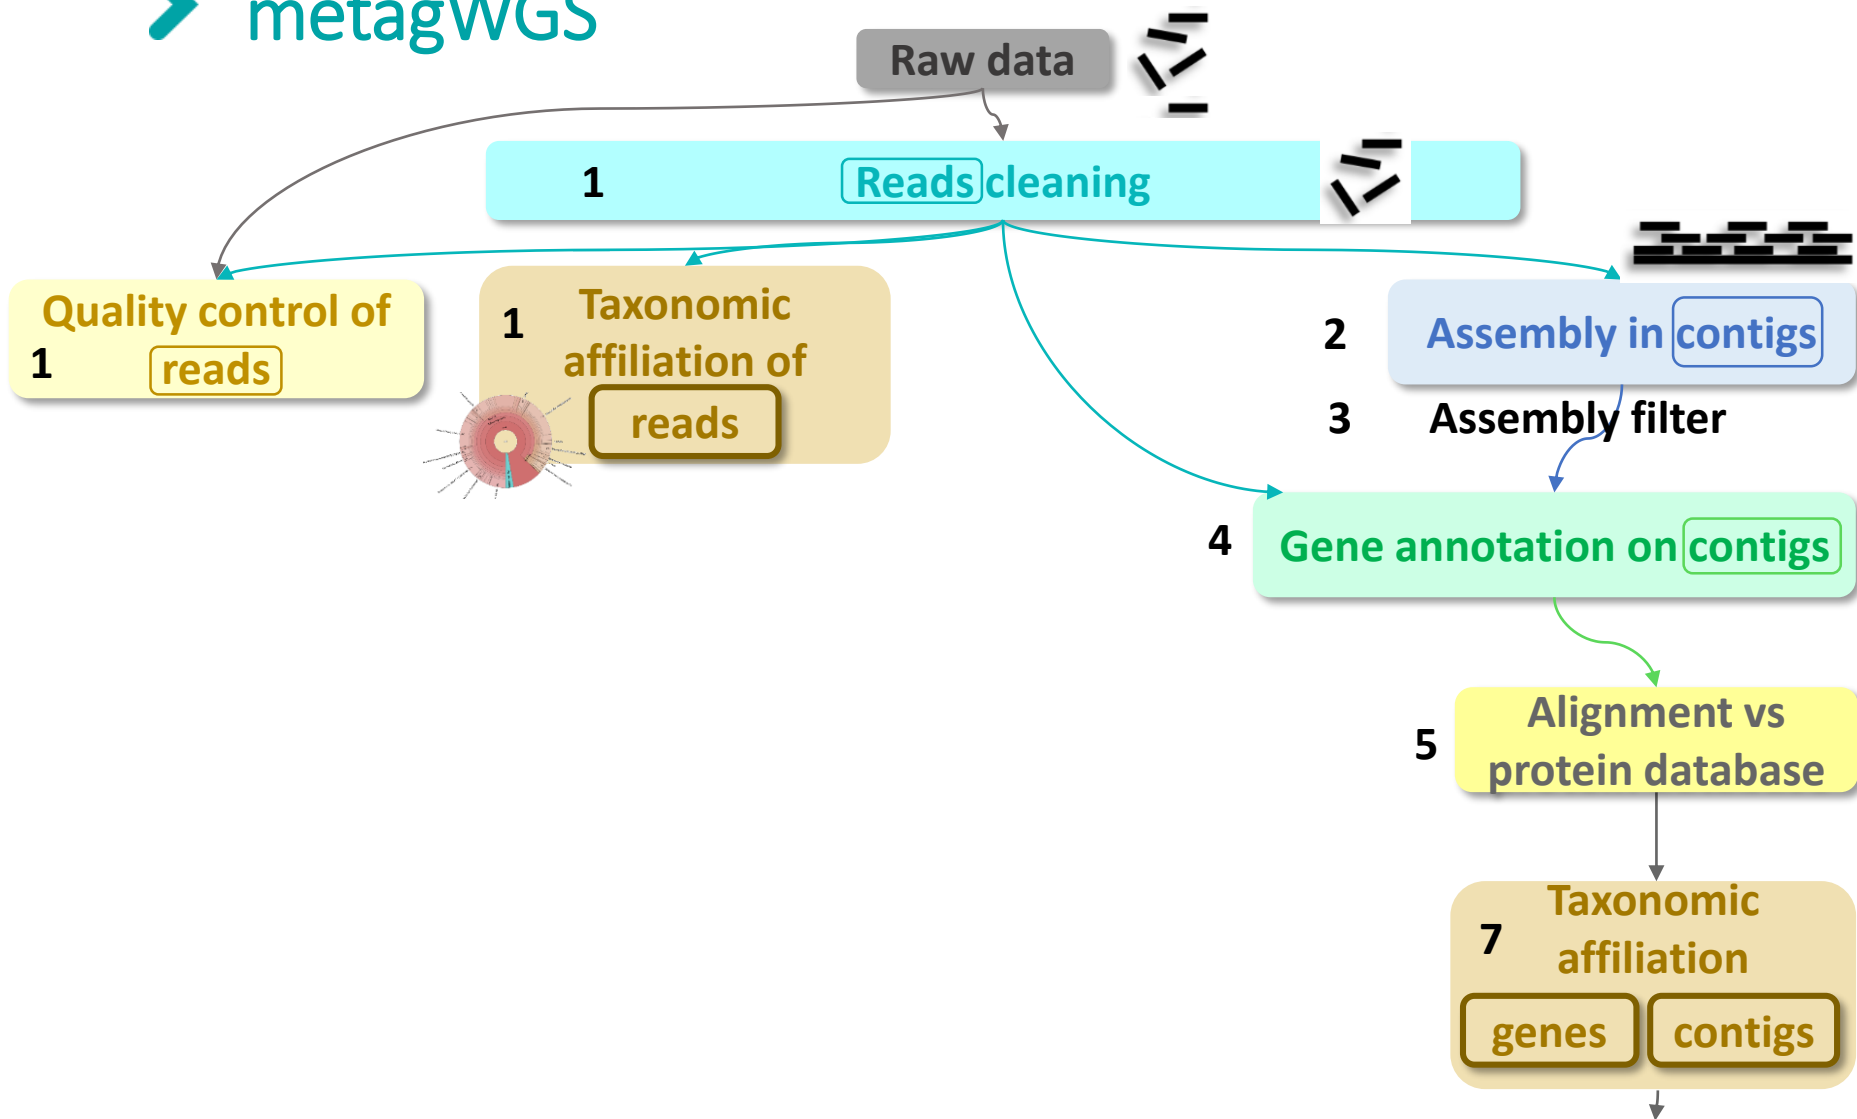 metagWGS
Raw data
1 Reads cleaning
Quality control of
1 reads
1 Taxonomic
affiliation of
reads
2 Assembly in contigs
3 Assembly filter
4 Gene annotation on contigs
5 Alignment vs
protein database
7 Taxonomic
affiliation
genes contigs